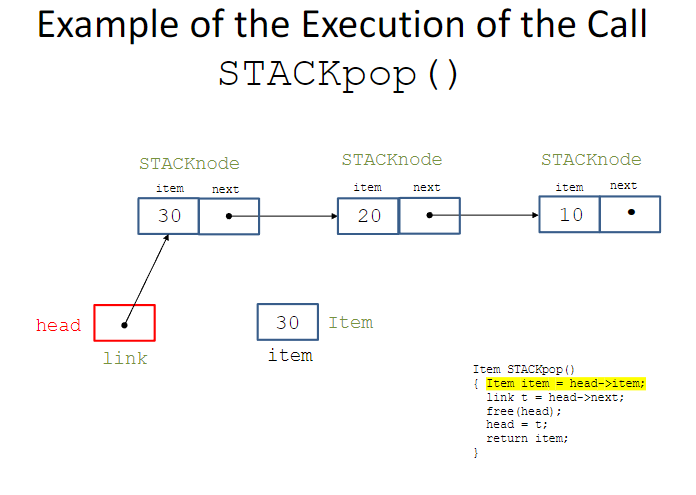 Example of the Execution of the Call
STACKpop()
STACKnode STACKnode STACKnode
item next item next item next
30 20 10
head 30 Item
link item
Item STACKpop()
{ Item item = head->item;
link t = head->next;
free(head);
head = t;
return item;
}